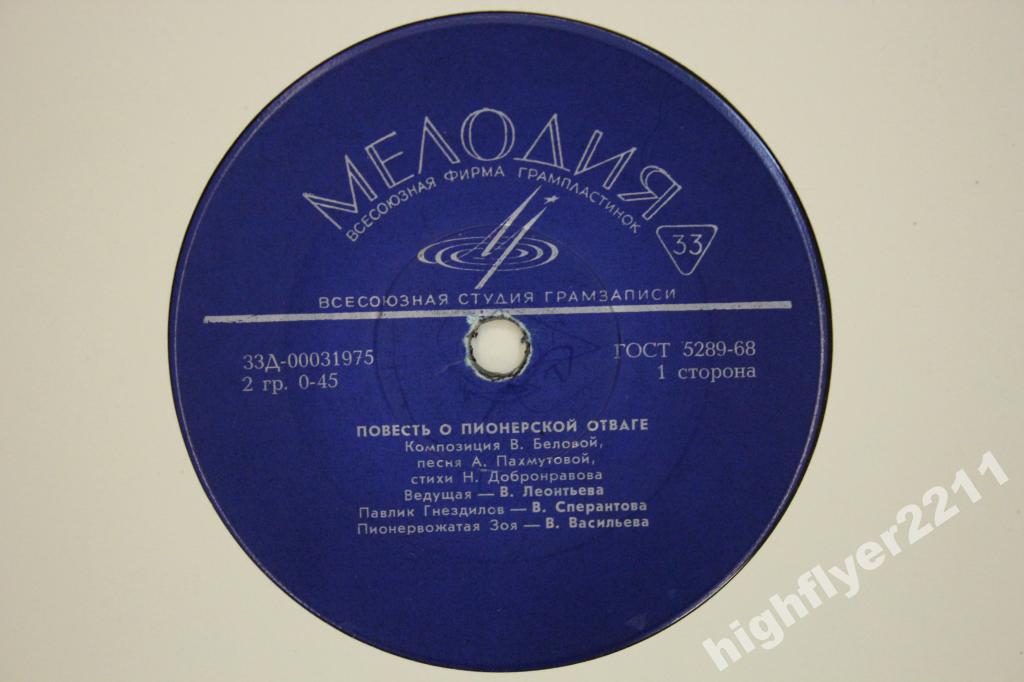 МЕЛОДИЯ
ВСЕСОЮЗНАЯ ФИРМА ГРАМПЛАСТИНОК
33
ВСЕСОЮЗНАЯ СТУДИЯ ГРАМЗАПИСИ
33Д-00031975
2 гр. 0-45
ГОСТ 5289-68
1 сторона
ПОВЕСТЬ О ПИОНЕРСКОЙ ОТВАГЕ
Композиция В. Беловой,
песня А. Пахмутовой,
стихи Н. Добронравова
Ведущая — В. Леонтьева
Павлик Гнездилов — В. Сперантова
Пионервожатая Зоя — В. Васильева
highflyer2211